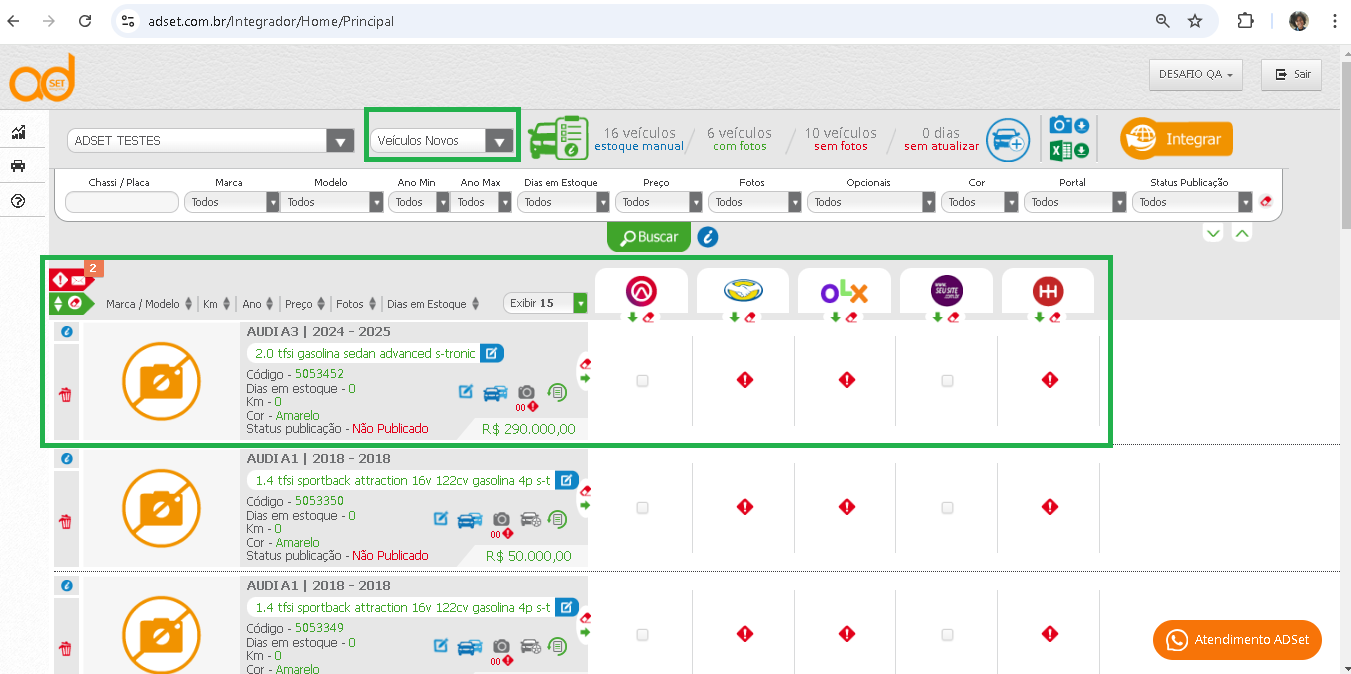 adset.com.br/Integrador/Home/Principal
ad SET
DESAFIO QA
Sair
ADSET TESTES
Veículos Novos
16 veículos
estoque manual
6 veículos
com fotos
10 veículos
sem fotos
0 dias
sem atualizar
Integrar
Chassi / Placa Marca Modelo Ano Min Ano Max Dias em Estoque Preço Fotos Opcionais Cor Portal Status Publicação
Todos Todos Todos Todos Todos Todos Todos Todos Todos Todos Todos
Buscar
2
Marca / Modelo Km Ano Preço Fotos Dias em Estoque Exibir 15
OLX
AUDI A3 | 2024 - 2025
2.0 tfsi gasolina sedan advanced s-tronic
Código - 5053452
Dias em estoque - 0
Km - 0
00
Cor - Amarelo
Status publicação - Não Publicado
R$ 290.000,00
AUDI A1 | 2018 - 2018
1.4 tfsi sportback attraction 16v 122cv gasolina 4p s-t
Código - 5053350
Dias em estoque - 0
Km - 0
00
Cor - Amarelo
Status publicação - Não Publicado
R$ 50.000,00
AUDI A1 | 2018 - 2018
1.4 tfsi sportback attraction 16v 122cv gasolina 4p s-t
Código - 5053349
Dias em estoque - 0
Km - 0
00
Cor - Amarelo
Atendimento ADSet